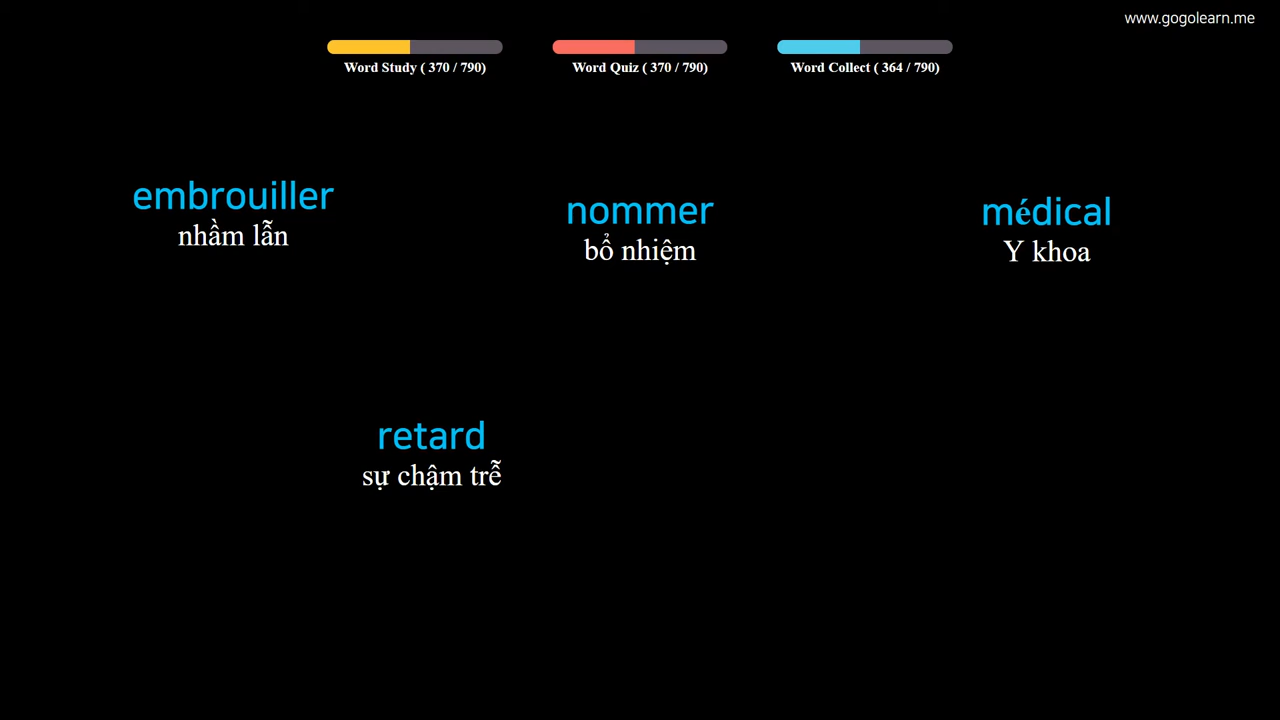 www.gogolearn.me
Word Study ( 370 / 790)
Word Quiz ( 370 / 790)
Word Collect ( 364 / 790)
embrouiller
nhầm lẫn
nommer
bổ nhiệm
médical
Y khoa
retard
sự chậm trễ